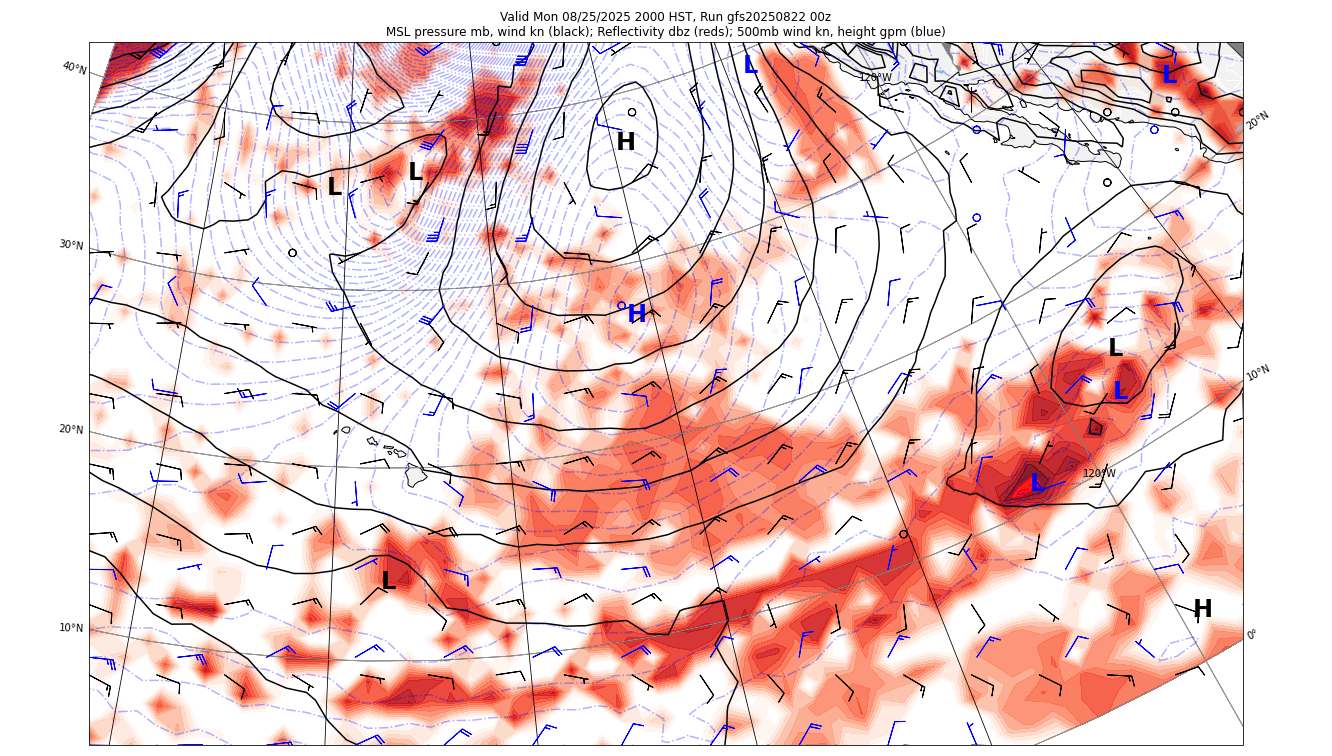 Valid Mon 08/25/2025 2000 HST, Run gfs20250822 00z
MSL pressure mb, wind kn (black); Reflectivity dbz (reds); 500mb wind kn, height gpm (blue)
40°N
L
120°W
L
20°N
H
L
L
30°N
H
L
10°N
L
20°N
120°W
L
L
H
10°N
0°